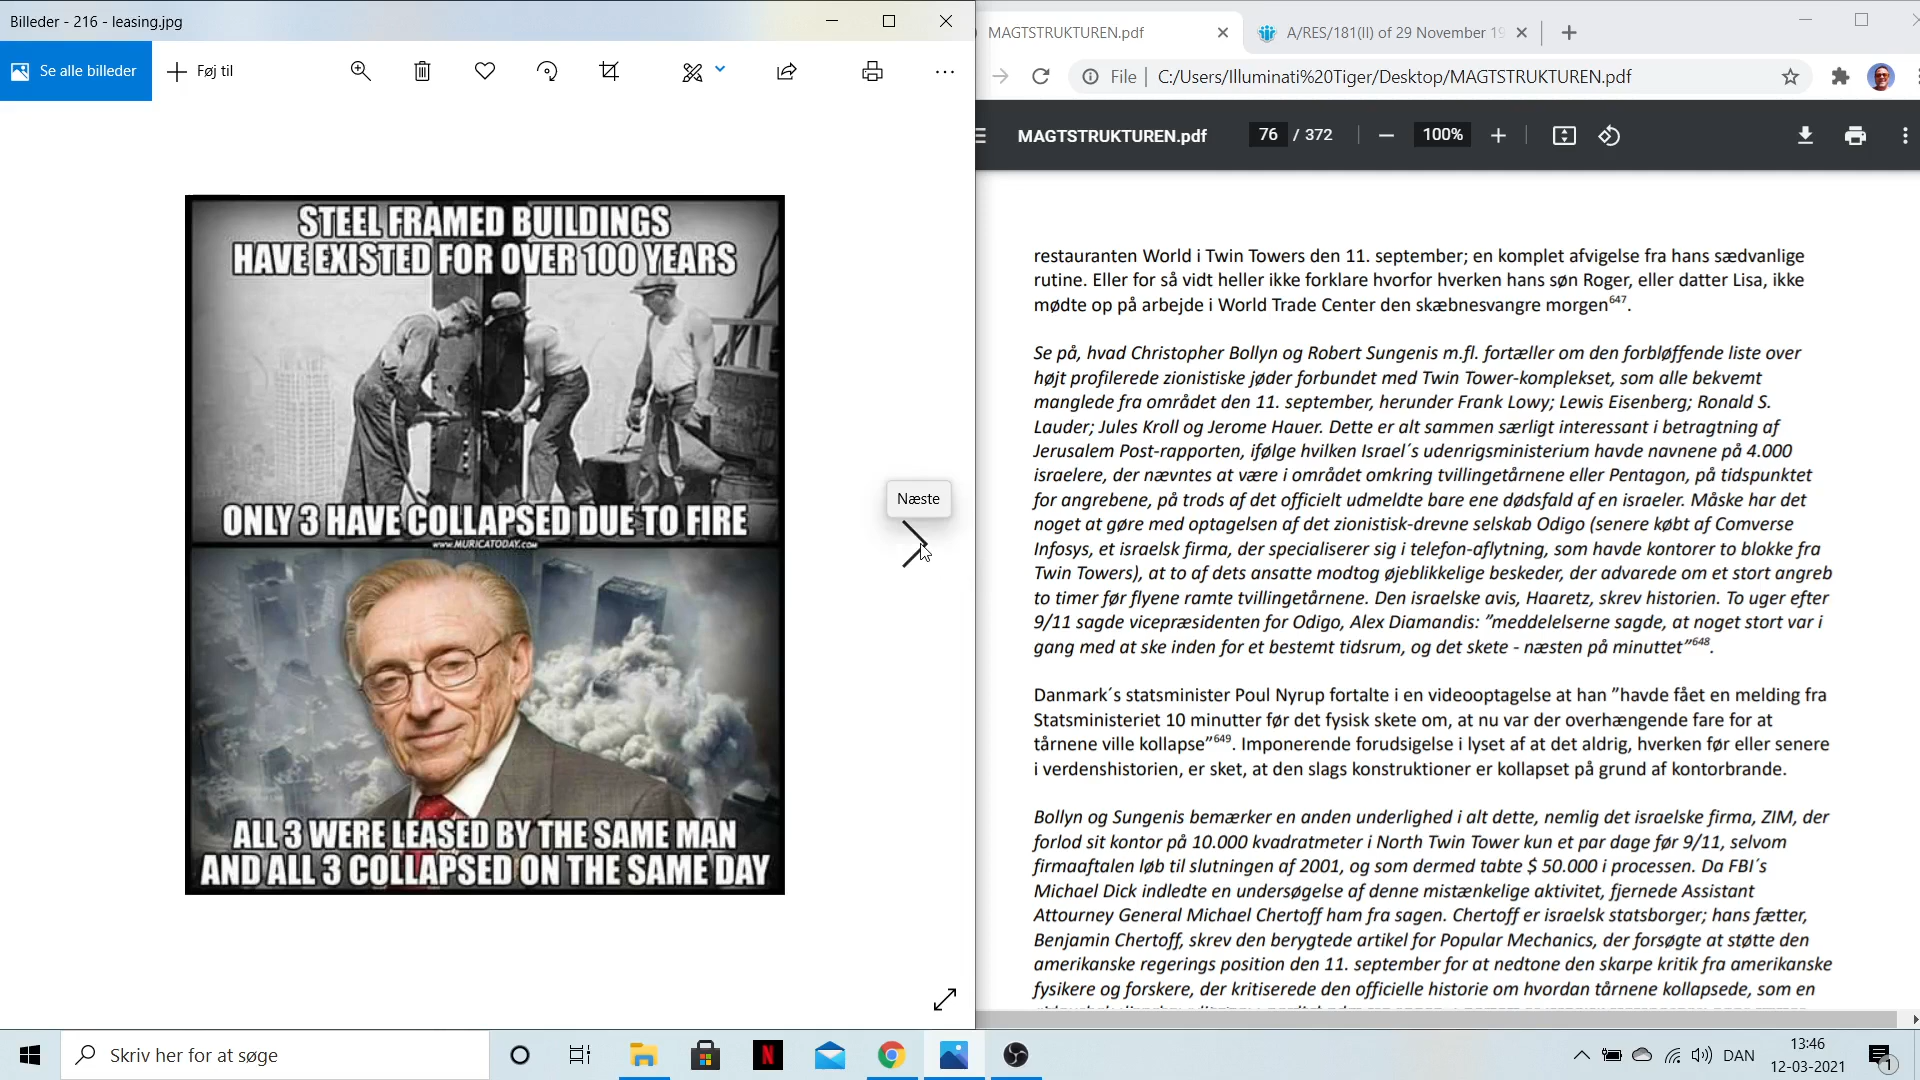 Billeder - 216 - leasing.jpg
Se alle billeder
Føj til
STEEL FRAMED BUILDINGS
HAVE EXISTED FOR OVER 100 YEARS
ONLY 3 HAVE COLLAPSED DUE TO FIRE
www.MURICATODAY.com
ALL 3 WERE LEASED BY THE SAME MAN
AND ALL 3 COLLAPSED ON THE SAME DAY
Næste
MAGTSTRUKTUREN.pdf
A/RES/181(II) of 29 November 19
File
C:/Users/Illuminati%20Tiger/Desktop/MAGTSTRUKTUREN.pdf
MAGTSTRUKTUREN.pdf
76 / 372
100%
restauranten World i Twin Towers den 11. september; en komplet afvigelse fra hans sædvanlige
rutine. Eller for så vidt heller ikke forklare hvorfor hverken hans søn Roger, eller datter Lisa, ikke
mødte op på arbejde i World Trade Center den skæbnesvangre morgen647.
Se på, hvad Christopher Bollyn og Robert Sungenis m.fl. fortæller om den forbløffende liste over
højt profilerede zionistiske jøder forbundet med Twin Tower-komplekset, som alle bekvemt
manglede fra området den 11. september, herunder Frank Lowy; Lewis Eisenberg; Ronald S.
Lauder; Jules Kroll og Jerome Hauer. Dette er alt sammen særligt interessant i betragtning af
Jerusalem Post-rapporten, ifølge hvilken Israel´s udenrigsministerium havde navnene på 4.000
israelere, der nævntes at være i området omkring tvillingetårnene eller Pentagon, på tidspunktet
for angrebene, på trods af det officielt udmeldte bare ene dødsfald af en israeler. Måske har det
noget at gøre med optagelsen af det zionistisk-drevne selskab Odigo (senere købt af Comverse
Infosys, et israelsk firma, der specialiserer sig i telefon-aflytning, som havde kontorer to blokke fra
Twin Towers), at to af dets ansatte modtog øjeblikkelige beskeder, der advarede om et stort angreb
to timer før flyene ramte tvillingetårnene. Den israelske avis, Haaretz, skrev historien. To uger efter
9/11 sagde vicepræsidenten for Odigo, Alex Diamandis: ”meddelelserne sagde, at noget stort var i
gang med at ske inden for et bestemt tidsrum, og det skete - næsten på minuttet”648.
Danmark´s statsminister Poul Nyrup fortalte i en videooptagelse at han ”havde fået en melding fra
Statsministeriet 10 minutter før det fysisk skete om, at nu var der overhængende fare for at
tårnene ville kollapse”649. Imponerende forudsigelse i lyset af at det aldrig, hverken før eller senere
i verdenshistorien, er sket, at den slags konstruktioner er kollapset på grund af kontorbrande.
Bollyn og Sungenis bemærker en anden underlighed i alt dette, nemlig det israelske firma, ZIM, der
forlod sit kontor på 10.000 kvadratmeter i North Twin Tower kun et par dage før 9/11, selvom
firmaaftalen løb til slutningen af 2001, og som dermed tabte $ 50.000 i processen. Da FBI´s
Michael Dick indledte en undersøgelse af denne mistænkelige aktivitet, fjernede Assistant
Attourney General Michael Chertoff ham fra sagen. Chertoff er israelsk statsborger; hans fætter,
Benjamin Chertoff, skrev den berygtede artikel for Popular Mechanics, der forsøgte at støtte den
amerikanske regerings position den 11. september for at nedtone den skarpe kritik fra amerikanske
fysikere og forskere, der kritiserede den officielle historie om hvordan tårnene kollapsede, som en
Skriv her for at søge
N
DAN
13:46
12-03-2021
1